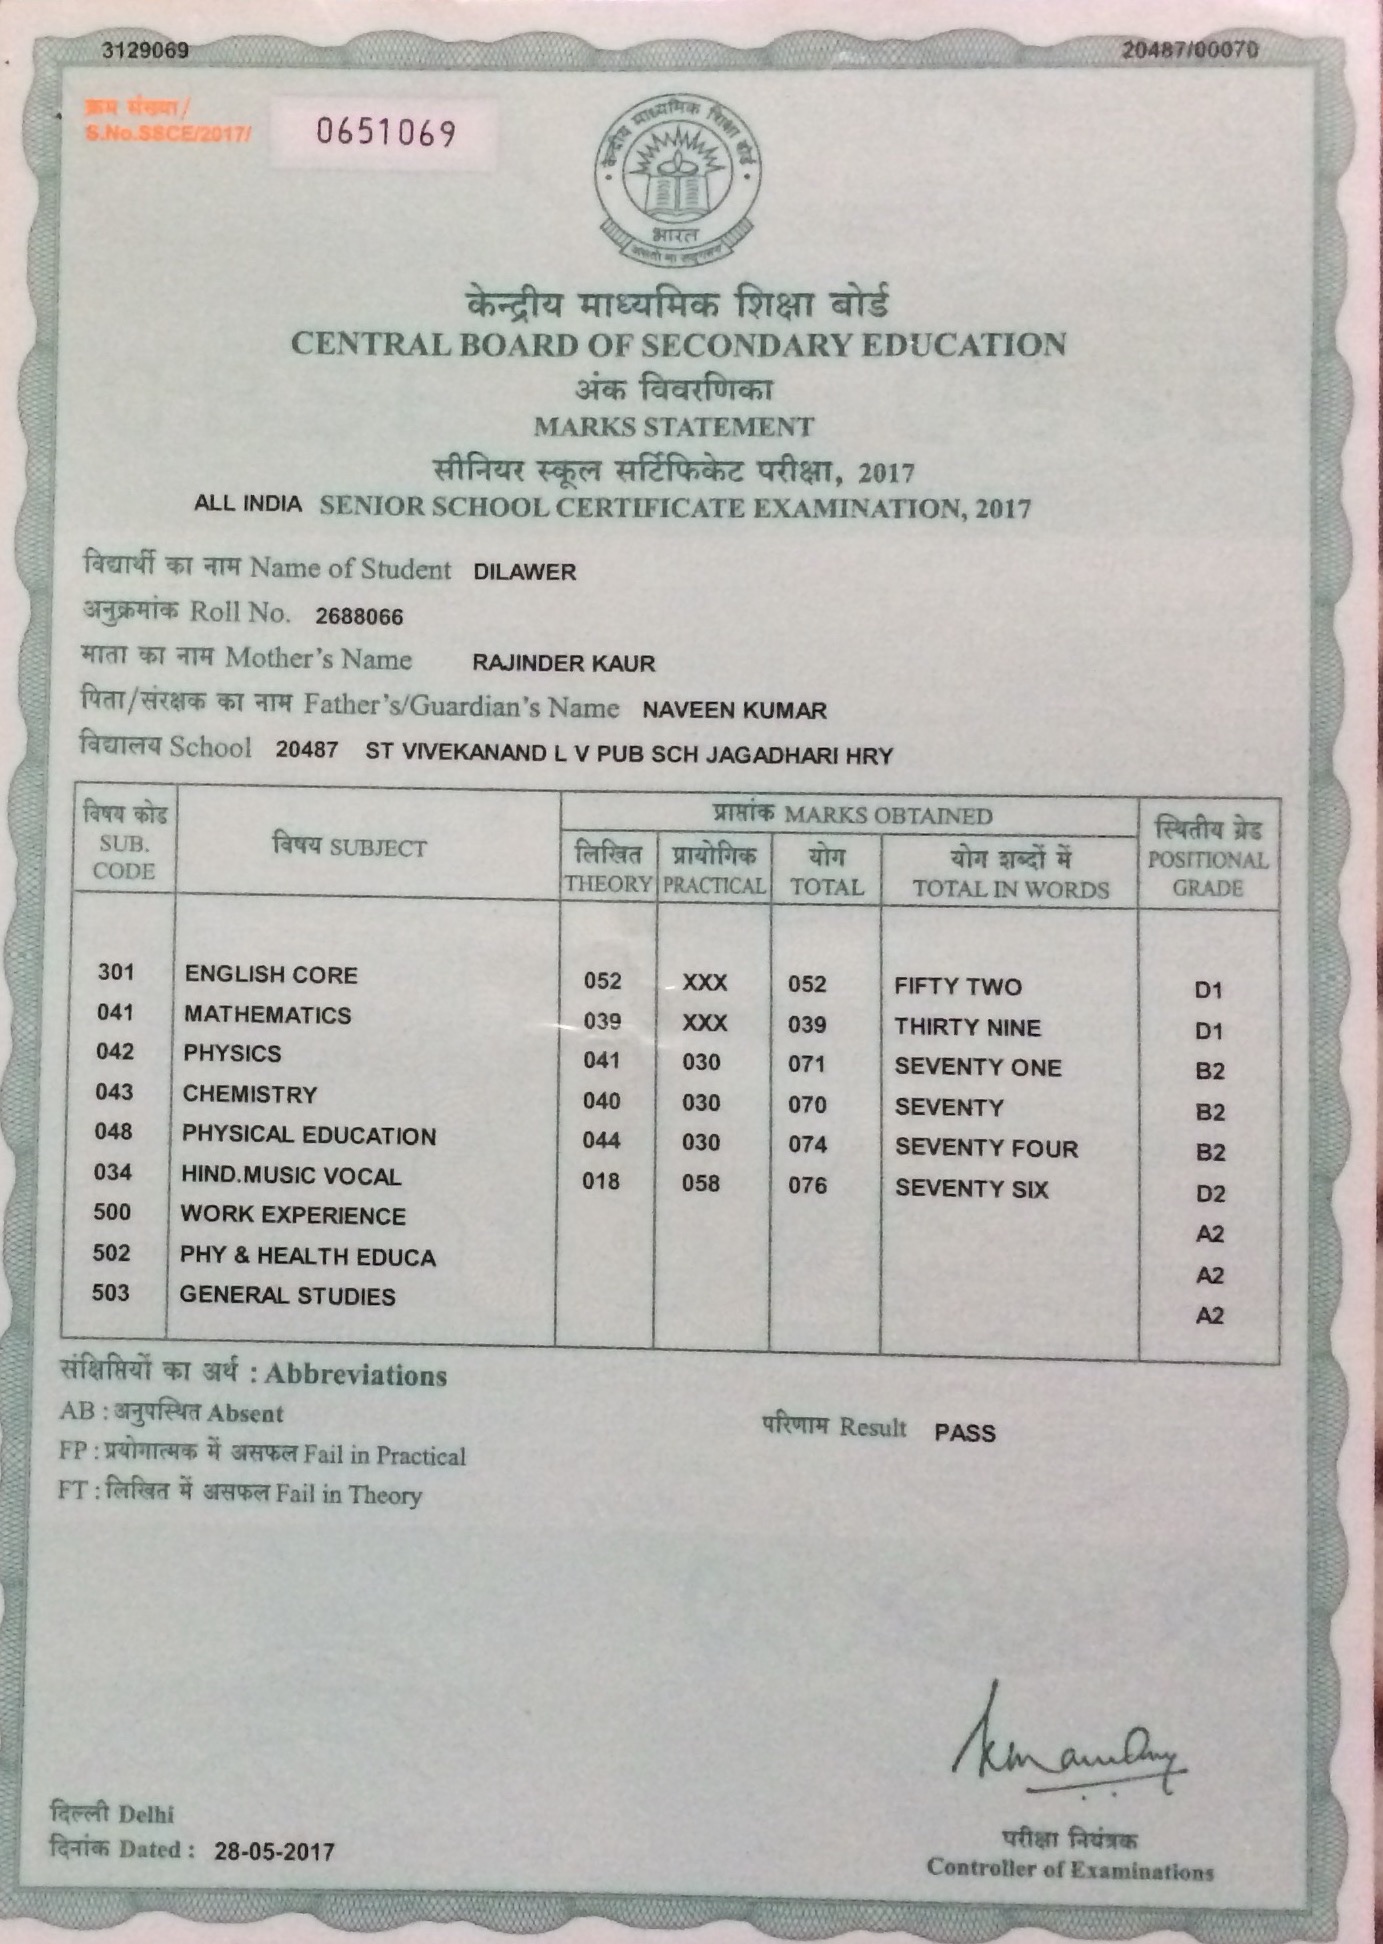 3129069
20487/00070
क्रम संख्या/
S.No.SSCE/2017/
0651069
केन्द्रीय माध्यमिक शिक्षा बोर्ड
भारत
केन्द्रीय माध्यमिक शिक्षा बोर्ड
CENTRAL BOARD OF SECONDARY EDUCATION
अंक विवरणिका
MARKS STATEMENT
सीनियर स्कूल सर्टिफिकेट परीक्षा, 2017
ALL INDIA SENIOR SCHOOL CERTIFICATE EXAMINATION, 2017
विद्यार्थी का नाम Name of Student DILAWER
अनुक्रमांक Roll No. 2688066
माता का नाम Mother's Name RAJINDER KAUR
पिता/संरक्षक का नाम Father's/Guardian's Name NAVEEN KUMAR
विद्यालय School 20487 ST VIVEKANAND L V PUB SCH JAGADHARI HRY
विषय कोड SUB. CODE
विषय SUBJECT
प्राप्तांक MARKS OBTAINED
लिखित THEORY
प्रायोगिक PRACTICAL
योग TOTAL
योग शब्दों में TOTAL IN WORDS
स्थितीय ग्रेड POSITIONAL GRADE
301 ENGLISH CORE 052 XXX 052 FIFTY TWO D1
041 MATHEMATICS 039 XXX 039 THIRTY NINE D1
042 PHYSICS 041 030 071 SEVENTY ONE B2
043 CHEMISTRY 040 030 070 SEVENTY B2
048 PHYSICAL EDUCATION 044 030 074 SEVENTY FOUR B2
034 HIND.MUSIC VOCAL 018 058 076 SEVENTY SIX D2
500 WORK EXPERIENCE A2
502 PHY & HEALTH EDUCA A2
503 GENERAL STUDIES A2
संक्षिप्तियों का अर्थ : Abbreviations
AB : अनुपस्थित Absent
परिणाम Result PASS
FP : प्रयोगात्मक में असफल Fail in Practical
FT : लिखित में असफल Fail in Theory
दिल्ली Delhi
दिनांक Dated : 28-05-2017
परीक्षा नियंत्रक
Controller of Examinations